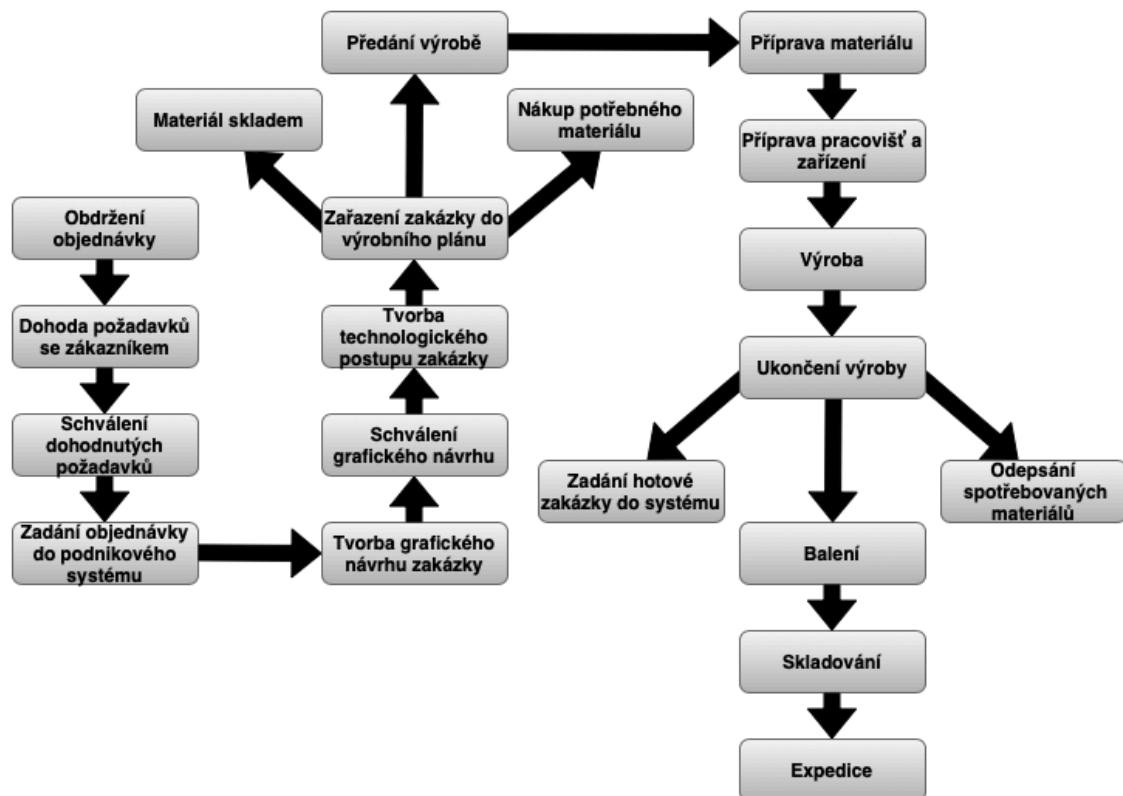 Předání výrobě
Příprava materiálu
Materiál skladem
Nákup potřebného
materiálu
Příprava pracovišť a
zařízení
Obdržení
objednávky
Zařazení zakázky do
výrobního plánu
Výroba
Dohoda požadavků
se zákazníkem
Tvorba
technologického
postupu zakázky
Ukončení výroby
Schválení
dohodnutých
požadavků
Schválení
grafického návrhu
Zadání hotové
zakázky do systému
Odepsání
spotřebovaných
materiálů
Zadání objednávky
do podnikového
systému
Tvorba grafického
návrhu zakázky
Balení
Skladování
Expedice